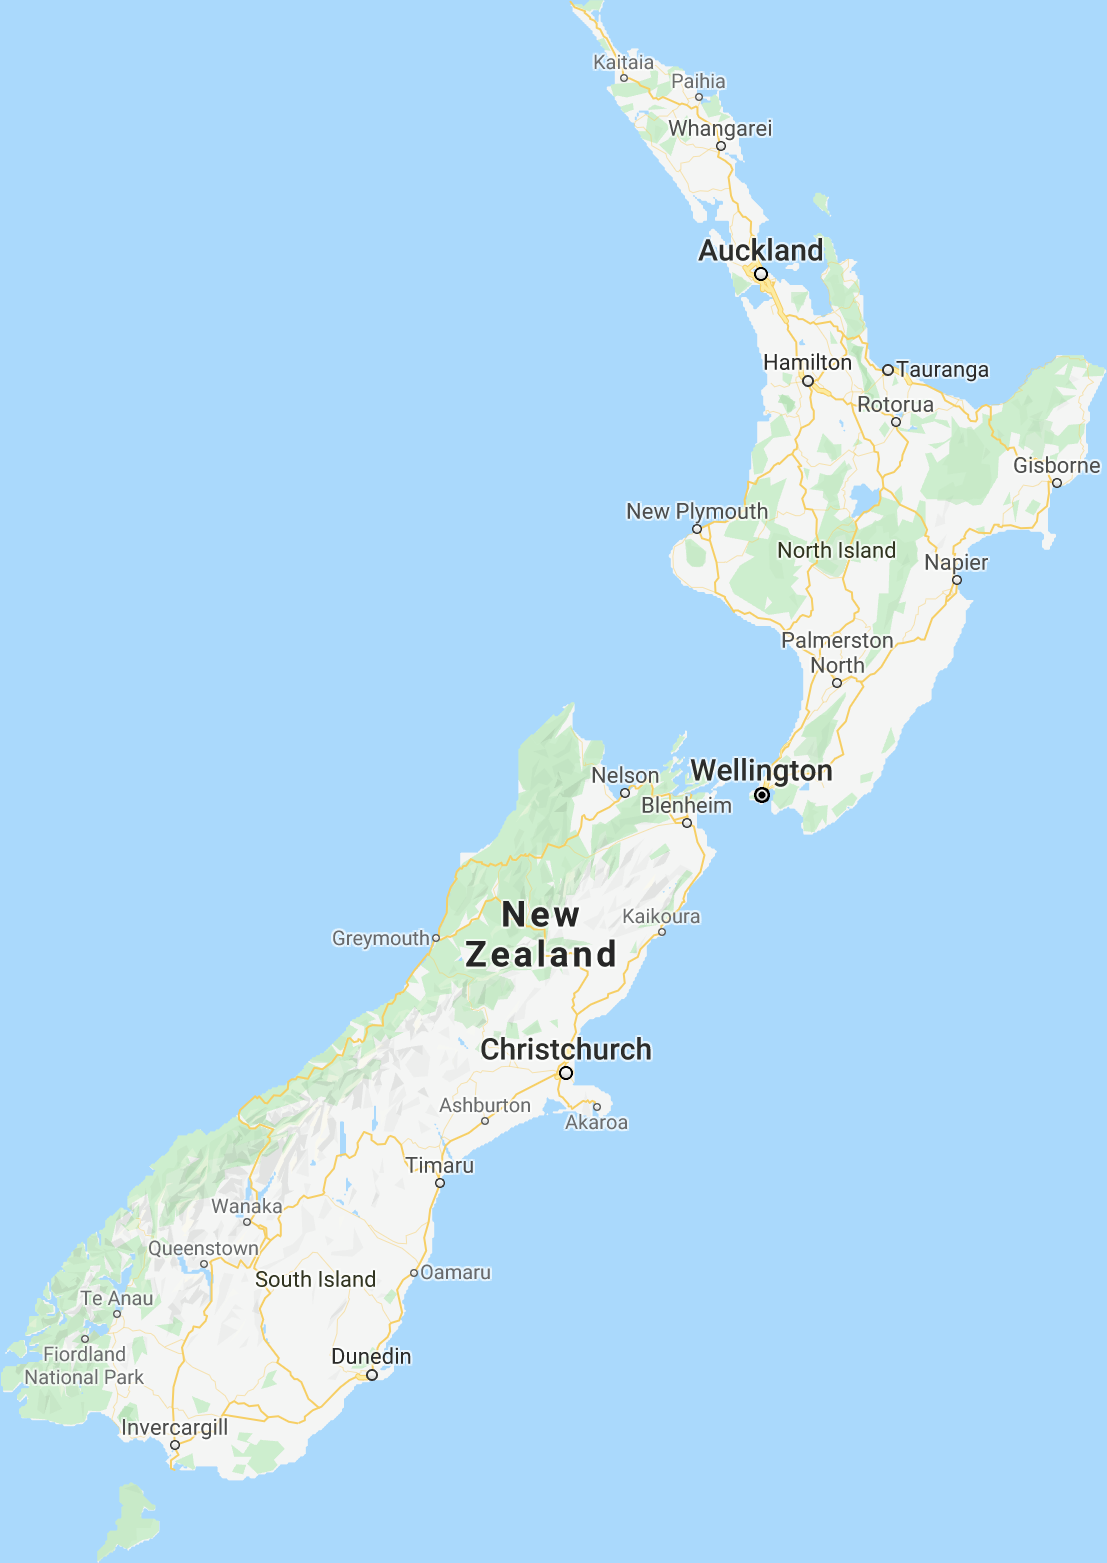 Kaitaia
Paihia
Whangarei
Auckland
Hamilton
Tauranga
Rotorua
Gisborne
New Plymouth
North Island
Napier
Palmerston
North
Wellington
Nelson
Blenheim
New
Zealand
Kaikoura
Greymouth
Christchurch
Ashburton
Akaroa
Timaru
Wanaka
Queenstown
Oamaru
South Island
Te Anau
Fiordland
National Park
Dunedin
Invercargill